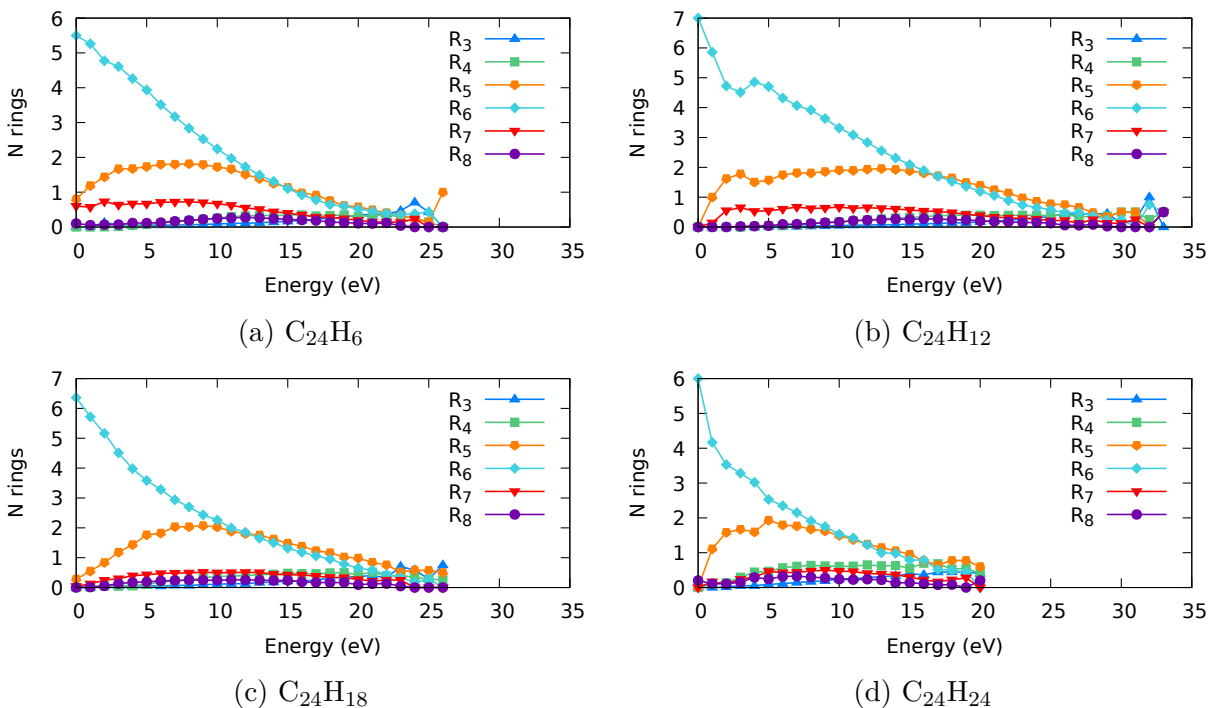 6
5
4
3
2
1
0
N rings
0 5 10 15 20 25 30 35
Energy (eV)
R3
R4
R5
R6
R7
R8
(a) C24H6
7
6
5
4
3
2
1
0
N rings
0 5 10 15 20 25 30 35
Energy (eV)
R3
R4
R5
R6
R7
R8
(b) C24H12
7
6
5
4
3
2
1
0
N rings
0 5 10 15 20 25 30 35
Energy (eV)
R3
R4
R5
R6
R7
R8
(c) C24H18
6
5
4
3
2
1
0
N rings
0 5 10 15 20 25 30 35
Energy (eV)
R3
R4
R5
R6
R7
R8
(d) C24H24